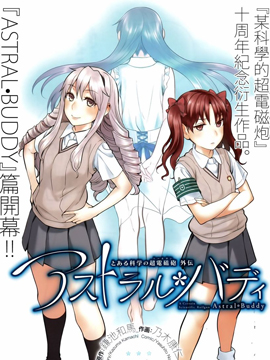 『某科學的超電磁炮』
十周年紀念衍生作品。
『ASTRAL•BUDDY』篇開幕!!
とある科学の超電磁砲 外伝
アストラル・バディ
Astral•Buddy